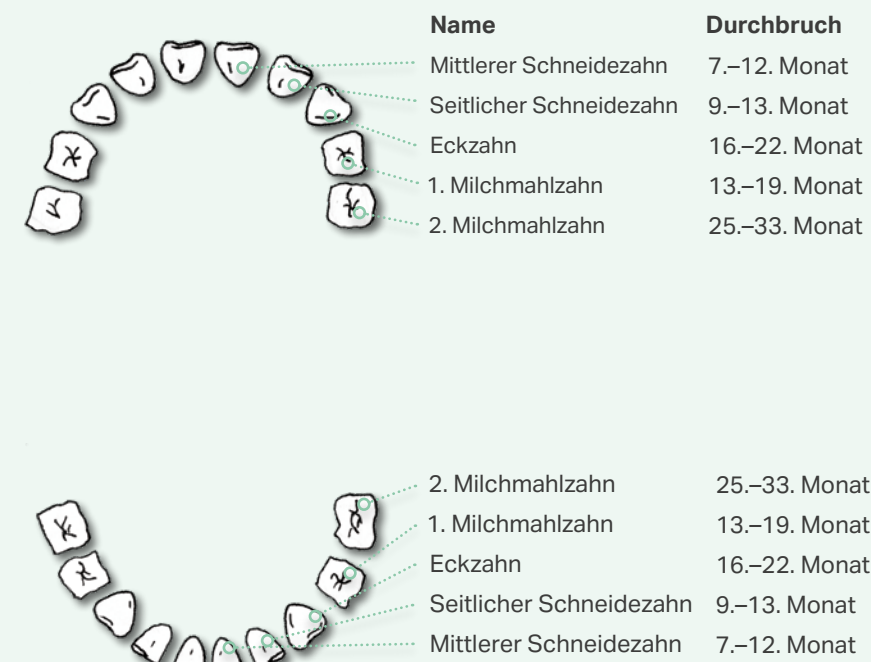 Name Durchbruch
Mittlerer Schneidezahn 7.–12. Monat
Seitlicher Schneidezahn 9.–13. Monat
Eckzahn 16.–22. Monat
1. Milchmahlzahn 13.–19. Monat
2. Milchmahlzahn 25.–33. Monat
2. Milchmahlzahn 25.–33. Monat
1. Milchmahlzahn 13.–19. Monat
Eckzahn 16.–22. Monat
Seitlicher Schneidezahn 9.–13. Monat
Mittlerer Schneidezahn 7.–12. Monat